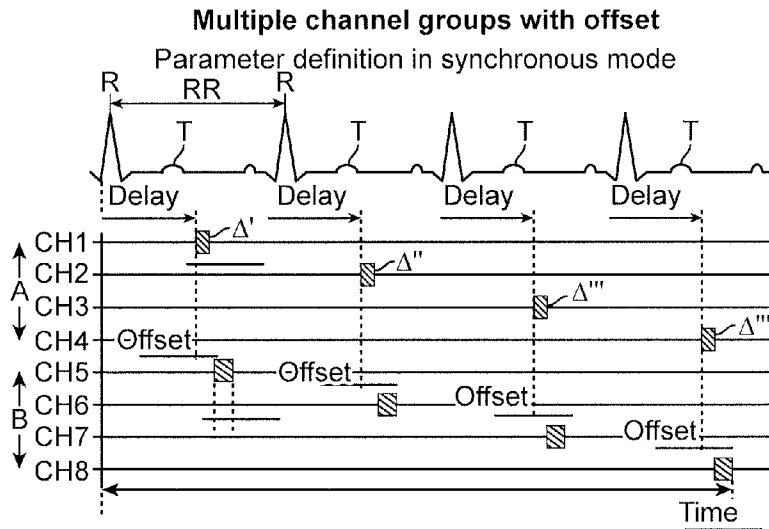 Multiple channel groups with offset
Parameter definition in synchronous mode
R RR R
T T T T
Delay Delay Delay Delay
CH1 Δ'
CH2 Δ"
A
CH3 Δ'''
CH4 Δ''''
Offset
CH5 Offset
CH6 Offset
B
CH7 Offset
CH8
Time